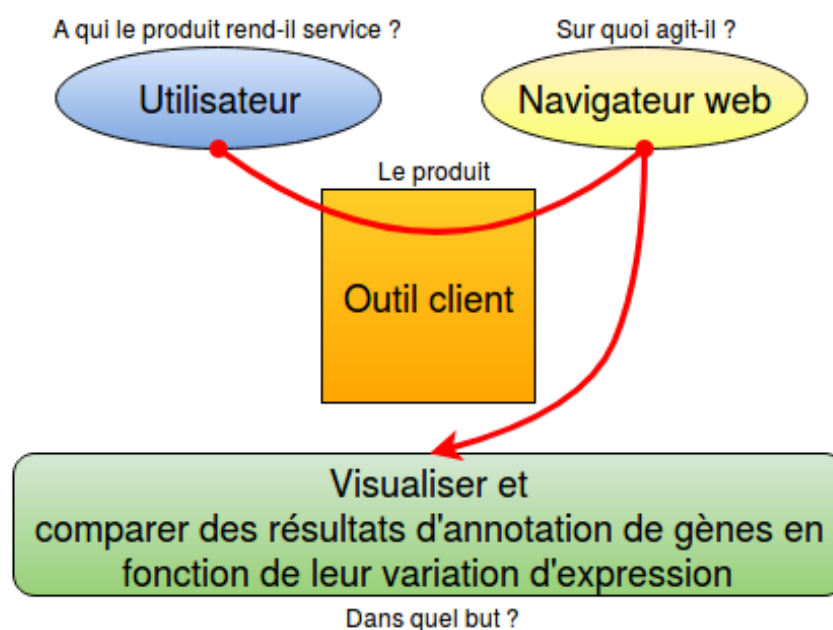 A qui le produit rend-il service ?
Sur quoi agit-il ?
Utilisateur
Navigateur web
Le produit
Outil client
Visualiser et
comparer des résultats d'annotation de gènes en
fonction de leur variation d'expression
Dans quel but ?